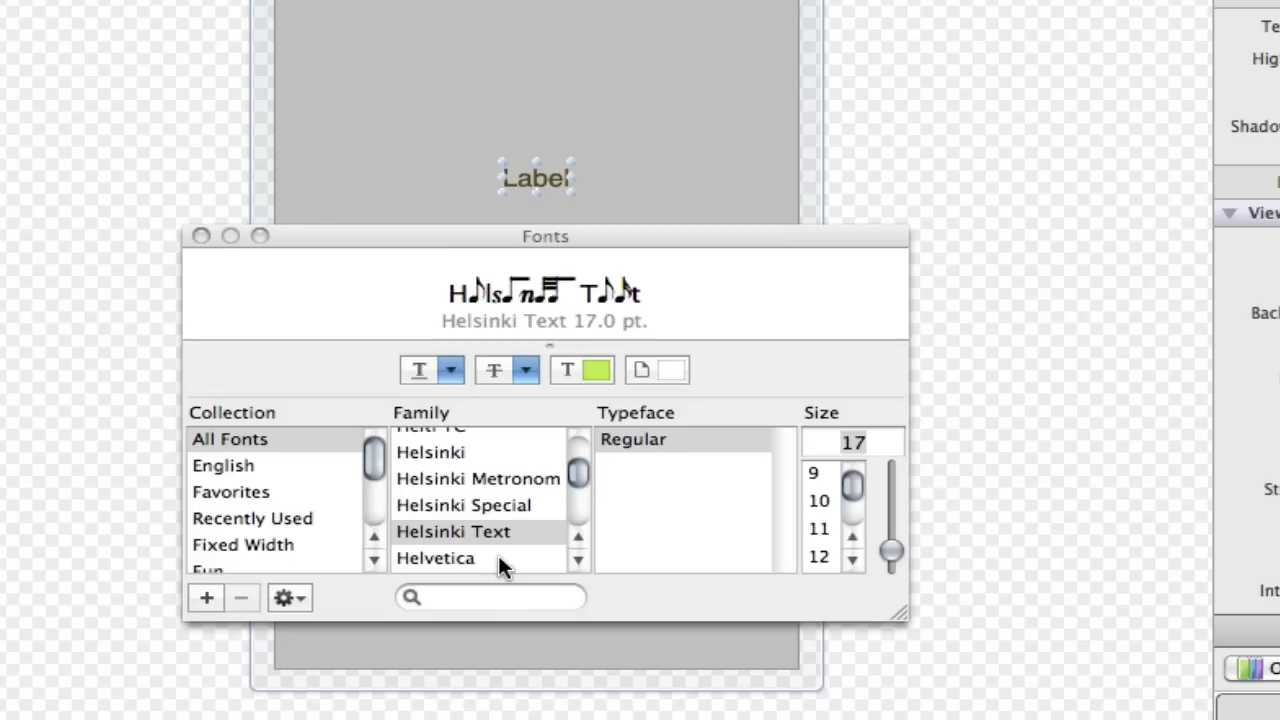 Label
Fonts
Helsinki Text 17.0 pt.
T T T
Collection Family Typeface Size
All Fonts
English
Favorites
Recently Used
Fixed Width
Fun
Helsinki
Helsinki Metronom
Helsinki Special
Helsinki Text
Helvetica
Regular
17
9
10
11
12
Te
Hig
Shado
View
Back
St
Int